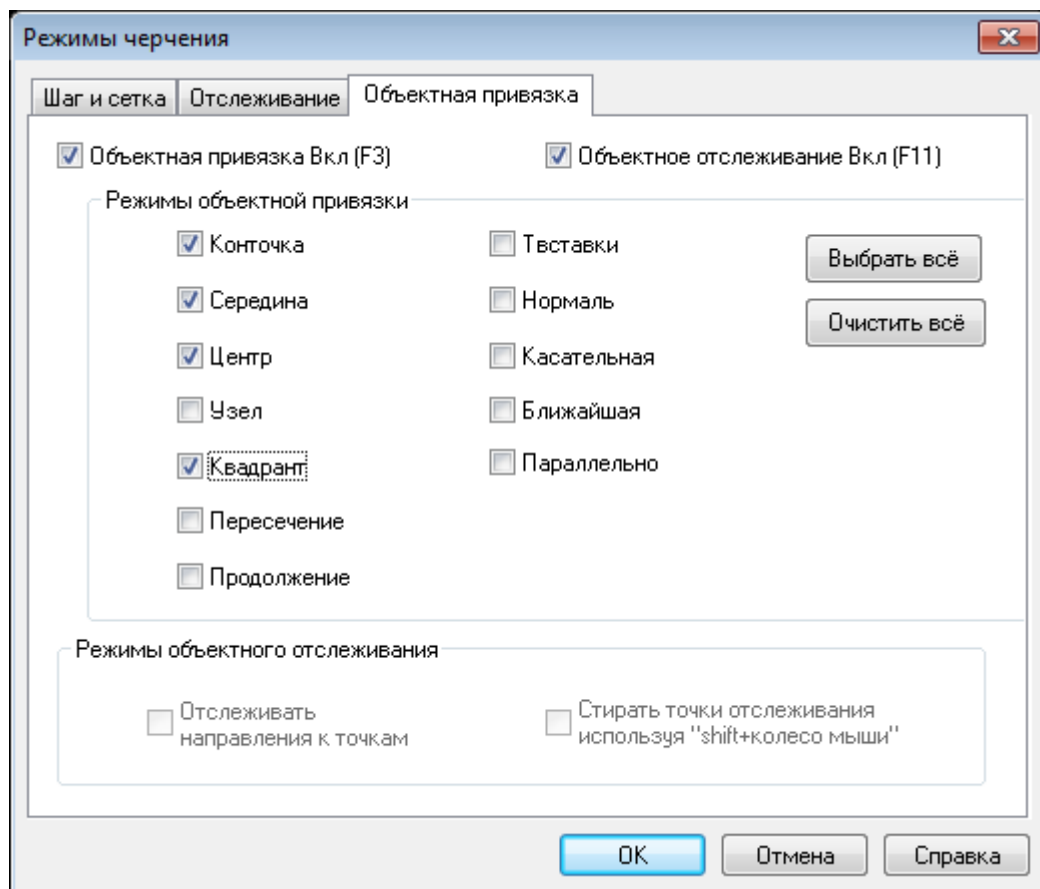 Режимы черчения
Шаг и сетка Отслеживание Объектная привязка
Объектная привязка Вкл (F3) Объектное отслеживание Вкл (F11)
Режимы объектной привязки
Конточка Твставки Выбрать всё
Середина Нормаль Очистить всё
Центр Касательная
Узел Ближайшая
Квадрант Параллельно
Пересечение
Продолжение
Режимы объектного отслеживания
Отслеживать
направления к точкам
Стирать точки отслеживания
используя "shift+колесо мыши"
OK Отмена Справка